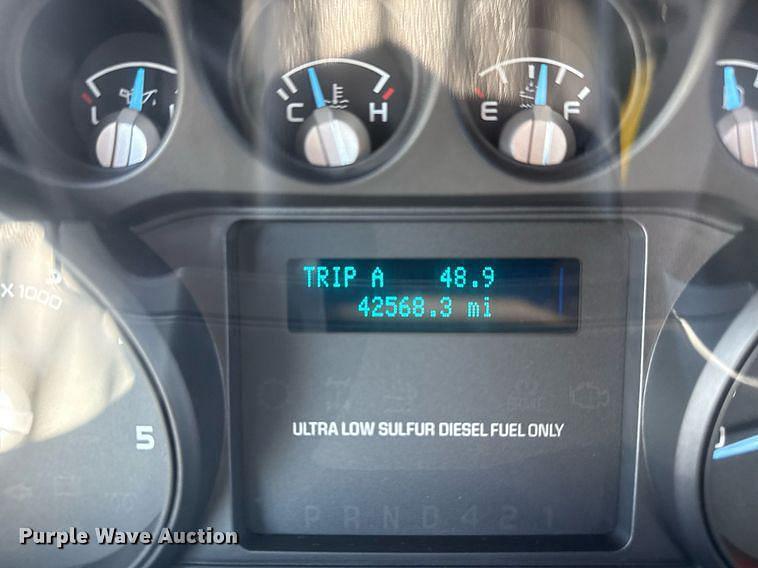 L
C H
E F
TRIP A 48.9
42568.3 mi
X1000
5
ULTRA LOW SULFUR DIESEL FUEL ONLY
P R N D 4 2 1
Purple Wave Auction